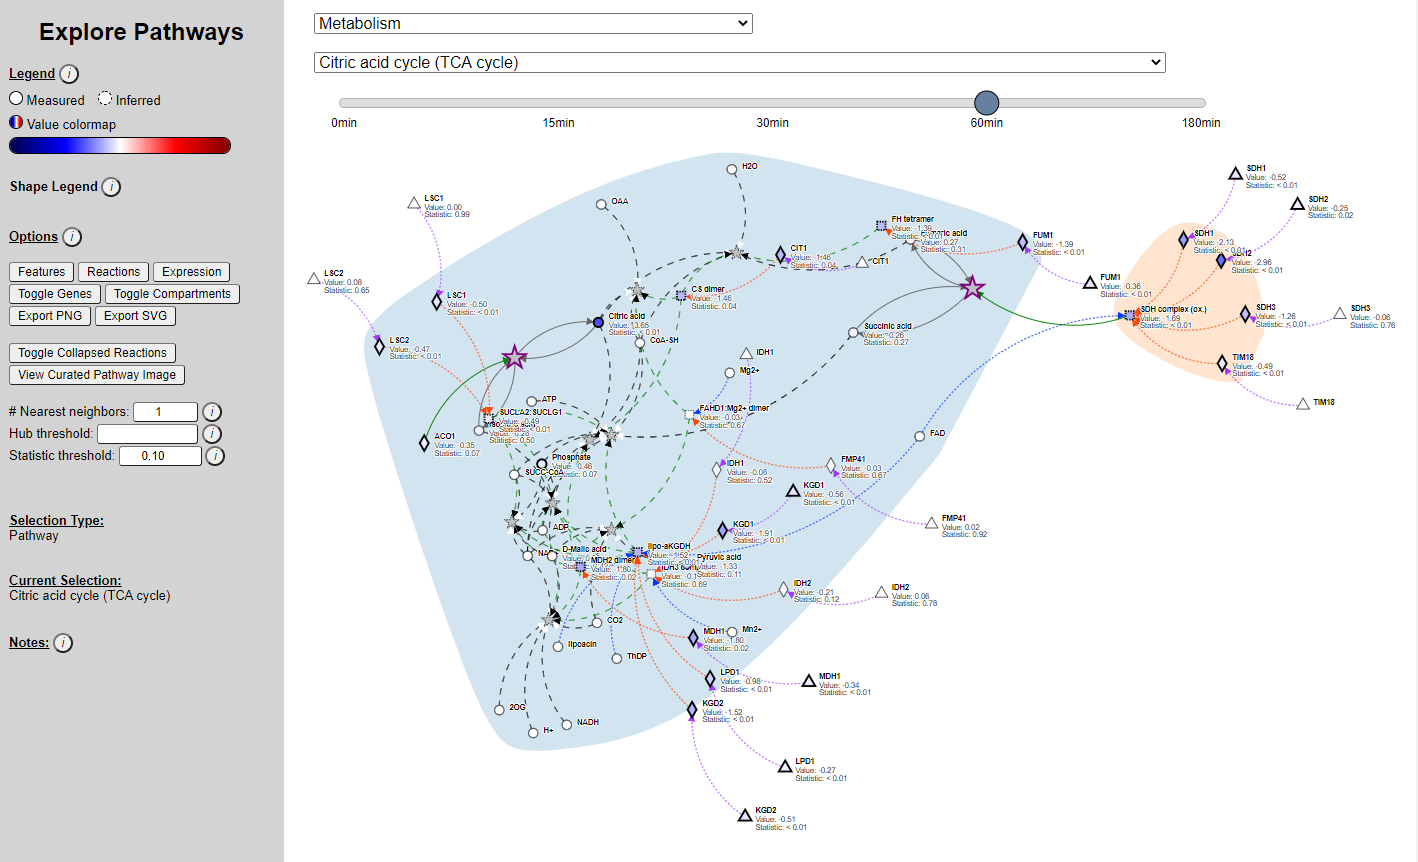 Explore Pathways
Legend i
Measured Inferred
Value colormap
Shape Legend i
Options i
Features Reactions Expression
Toggle Genes Toggle Compartments
Export PNG Export SVG
Toggle Collapsed Reactions
View Curated Pathway Image
# Nearest neighbors: 1 i
Hub threshold: i
Statistic threshold: 0.10 i
Selection Type:
Pathway
Current Selection:
Citric acid cycle (TCA cycle)
Notes: i
Metabolism
Citric acid cycle (TCA cycle)
0min 15min 30min 60min 180min
H2O
OAA
LSC1
Value: 0.00
Statistic: 0.99
LSC2
Value: 0.08
Statistic: 0.65
LSC1
Value: -0.50
Statistic: < 0.01
LSC2
Value: -0.47
Statistic: < 0.01
CIT1
Value: -1.46
Statistic: 0.04
CIT1
FH tetramer
Value: -1.39
Value: 0.27
Statistic: 0.31
FUM1
Value: -1.39
Statistic: < 0.01
FUM1
Value: -0.36
Statistic: < 0.01
SDH1
Value: -0.52
Statistic: < 0.01
SDH2
Value: -0.25
Statistic: 0.02
SDH1
Value: -2.13
Statistic: < 0.01
Value: -2.96
Statistic: < 0.01
SDH complex (ox.)
Value: -1.69
Statistic: < 0.01
SDH3
Value: -1.26
Statistic: < 0.01
SDH3
Value: -0.06
Statistic: 0.76
TIM18
Value: -0.49
Statistic: < 0.01
TIM18
CS dimer
Value: -1.46
Statistic: 0.04
Citric acid
Statistic: < 0.01
CoA-SH
Succinic acid
Value: -0.26
Statistic: 0.27
IDH1
Mg2+
ATP
FAHD1:Mg2+ dimer
Value: -0.03
Statistic: 0.67
SUCLA2:SUCLG1
Value: -0.49
Statistic: 0.50
ACO1
Value: -0.35
Statistic: 0.07
FAD
Phosphate
Value: -0.46
Statistic: 0.07
SUCC-CoA
IDH1
Value: -0.08
Statistic: 0.52
FMP41
Value: -0.03
Statistic: 0.67
KGD1
Value: -0.56
Statistic: < 0.01
FMP41
Value: 0.02
Statistic: 0.92
KGD1
Value: -1.91
Statistic: < 0.01
ADP
D-Malic acid
MDH2 dimer
Value: -1.80
Statistic: 0.02
lipo-aKGDH
Value: -1.52
Statistic: < 0.01
Pyruvic acid
Value: -1.33
Statistic: 0.11
Statistic: 0.69
IDH2
Value: -0.21
Statistic: 0.12
IDH2
Value: 0.06
Statistic: 0.78
CO2
Mn2+
MDH1
Value: -1.80
Statistic: 0.02
lipoacin
ThDP
LPD1
Value: -0.98
Statistic: < 0.01
MDH1
Value: -0.34
Statistic: < 0.01
KGD2
Value: -1.52
Statistic: < 0.01
2OG
NADH
H+
LPD1
Value: -0.27
Statistic: < 0.01
KGD2
Value: -0.51
Statistic: < 0.01